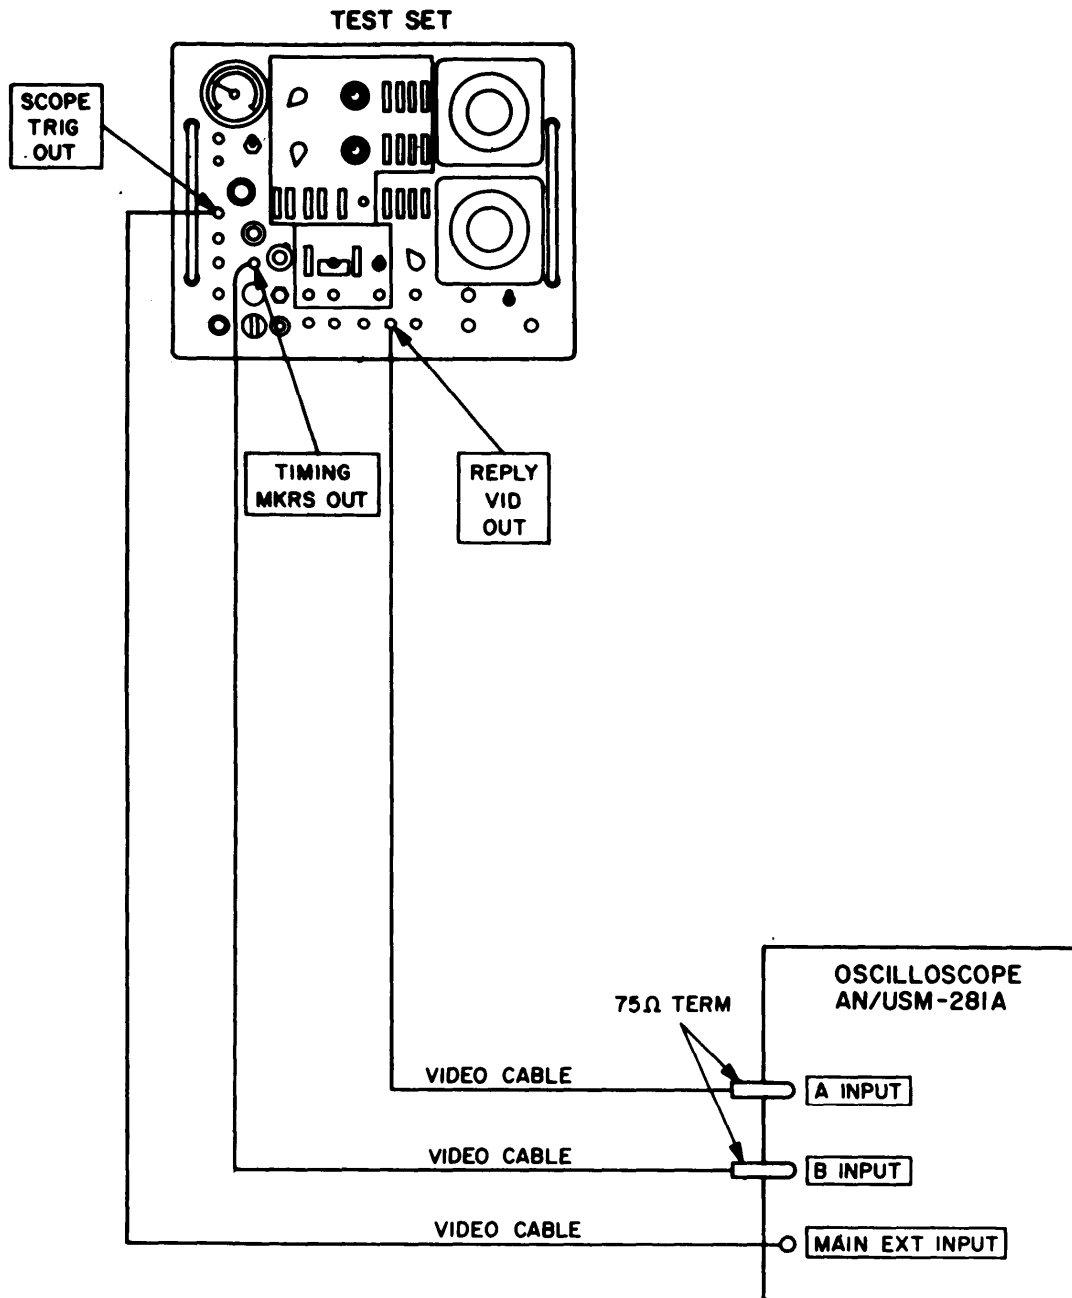 TEST SET
SCOPE
TRIG
OUT
TIMING
MKRS OUT
REPLY
VID
OUT
OSCILLOSCOPE
AN/USM-281A
75Ω TERM
VIDEO CABLE
A INPUT
VIDEO CABLE
B INPUT
VIDEO CABLE
MAIN EXT INPUT